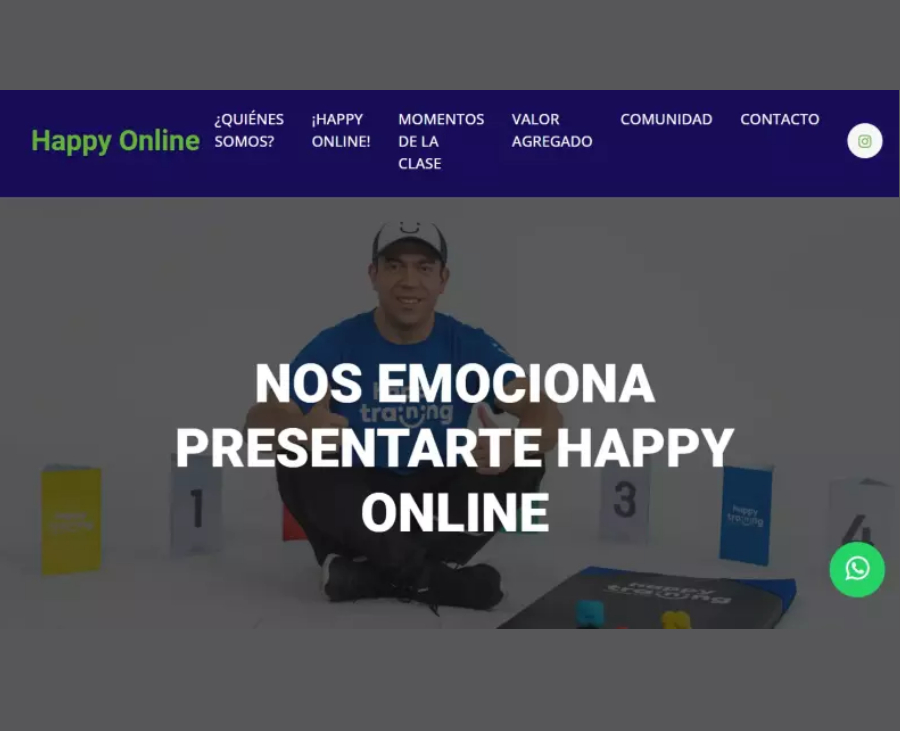 Happy Online
¿QUIÉNES
SOMOS?
¡HAPPY
ONLINE!
MOMENTOS
DE LA
CLASE
VALOR
AGREGADO
COMUNIDAD
CONTACTO
NOS EMOCIONA
PRESENTARTE HAPPY
ONLINE
happy
training
1
3
happy
training
4
happy
training